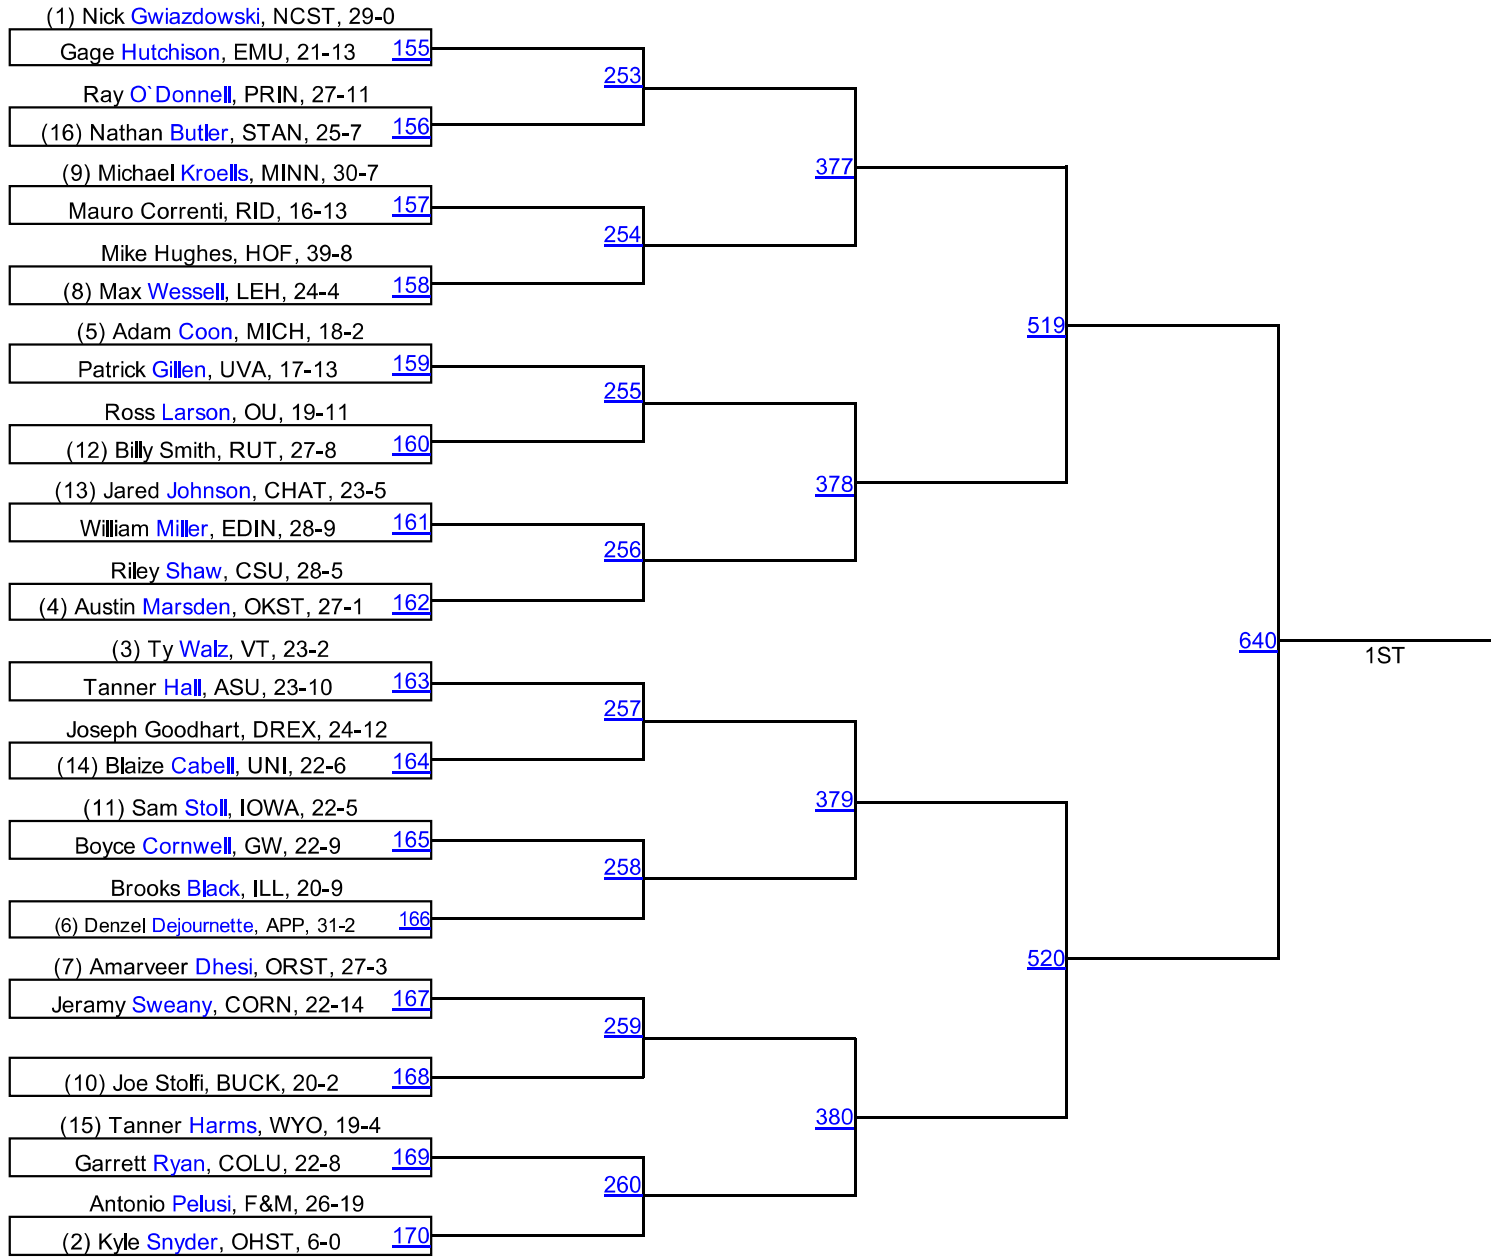 (1) Nick Gwiazdowski, NCST, 29-0
Gage Hutchison, EMU, 21-13 155
253
Ray O`Donnell, PRIN, 27-11
(16) Nathan Butler, STAN, 25-7 156
377
(9) Michael Kroells, MINN, 30-7
Mauro Correnti, RID, 16-13 157
254
Mike Hughes, HOF, 39-8
(8) Max Wessell, LEH, 24-4 158
519
(5) Adam Coon, MICH, 18-2
Patrick Gillen, UVA, 17-13 159
255
Ross Larson, OU, 19-11
(12) Billy Smith, RUT, 27-8 160
378
(13) Jared Johnson, CHAT, 23-5
William Miller, EDIN, 28-9 161
256
Riley Shaw, CSU, 28-5
(4) Austin Marsden, OKST, 27-1 162
640
1ST
(3) Ty Walz, VT, 23-2
Tanner Hall, ASU, 23-10 163
257
Joseph Goodhart, DREX, 24-12
(14) Blaize Cabell, UNI, 22-6 164
379
(11) Sam Stoll, IOWA, 22-5
Boyce Cornwell, GW, 22-9 165
258
Brooks Black, ILL, 20-9
(6) Denzel Dejournette, APP, 31-2 166
520
(7) Amarveer Dhesi, ORST, 27-3
Jeramy Sweany, CORN, 22-14 167
259
(10) Joe Stolfi, BUCK, 20-2 168
380
(15) Tanner Harms, WYO, 19-4
Garrett Ryan, COLU, 22-8 169
260
Antonio Pelusi, F&M, 26-19
(2) Kyle Snyder, OHST, 6-0 170